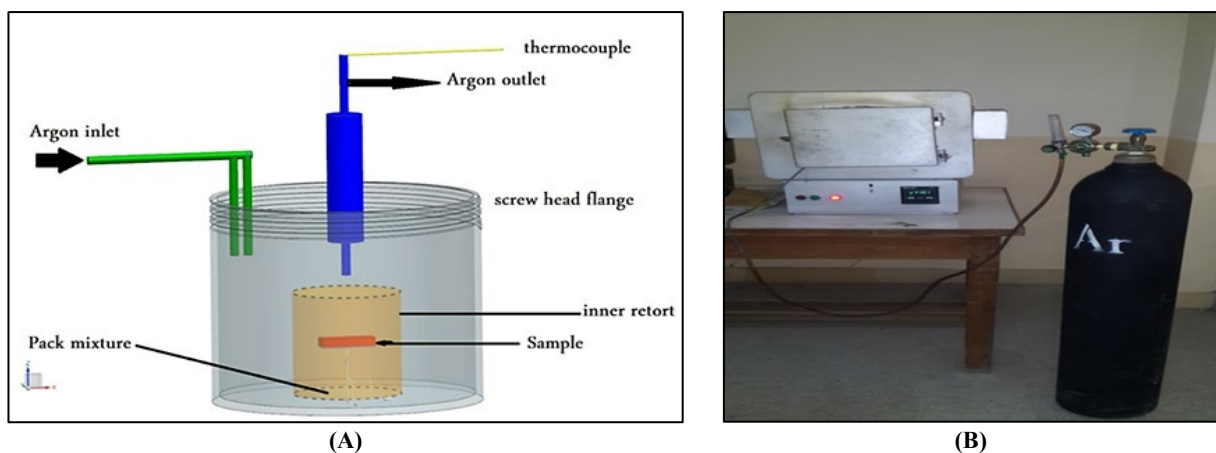 thermocouple
Argon outlet
Argon inlet
screw head flange
inner retort
Pack mixture
Sample
Ar
(A)
(B)